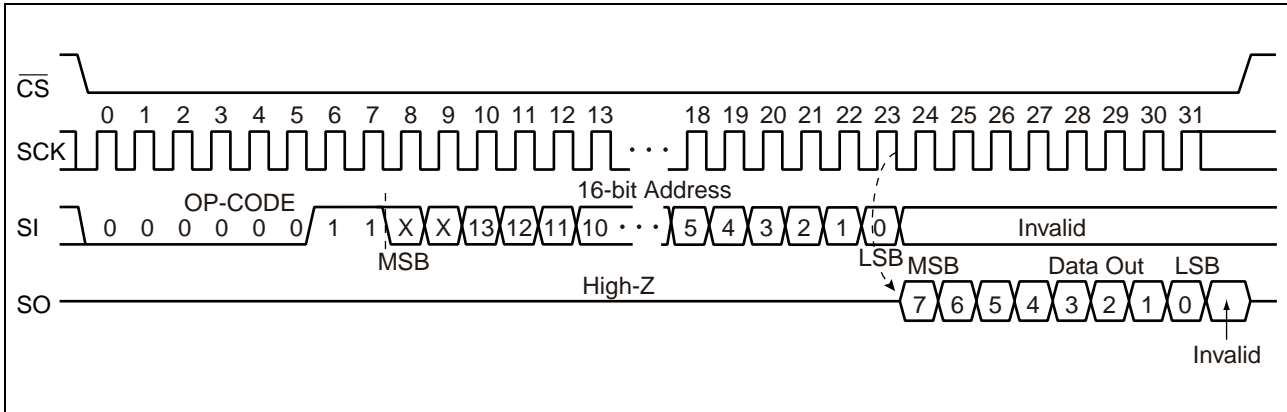 CS
0 1 2 3 4 5 6 7 8 9 10 11 12 13 18 19 20 21 22 23 24 25 26 27 28 29 30 31
SCK · · ·
OP-CODE 16-bit Address
SI 0 0 0 0 0 0 1 1 X X 13 12 11 10 · · · 5 4 3 2 1 0 Invalid
MSB LSB MSB Data Out LSB
High-Z
SO 7 6 5 4 3 2 1 0
Invalid